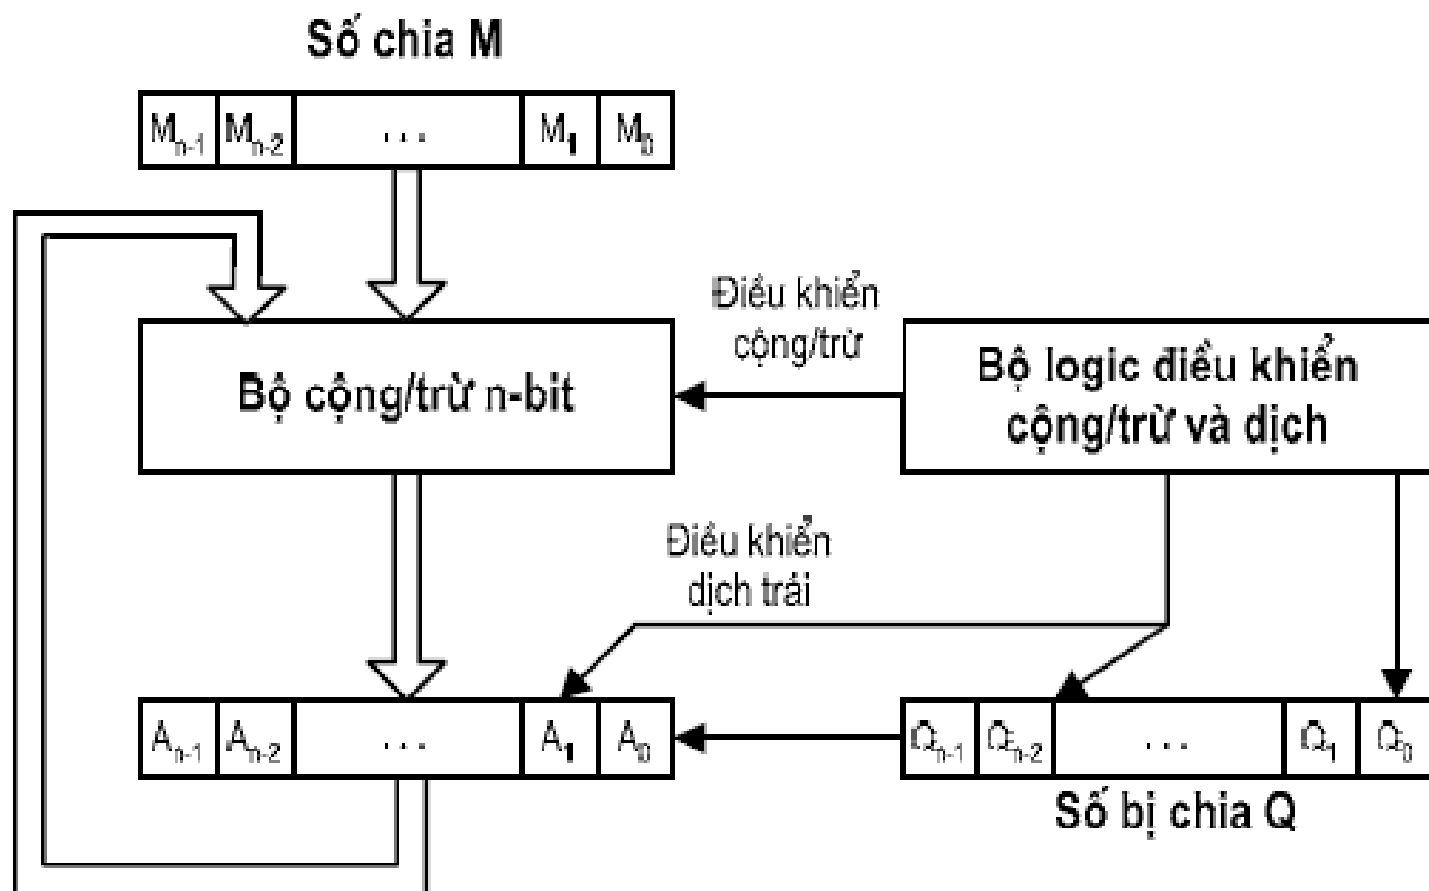 Số chia M
Mn-1 Mn-2 ... M1 M0
Điều khiển
cộng/trừ
Bộ cộng/trừ n-bit
Bộ logic điều khiển
cộng/trừ và dịch
Điều khiển
dịch trái
An-1 An-2 ... A1 A0
Qn-1 Qn-2 ... Q1 Q0
Số bị chia Q